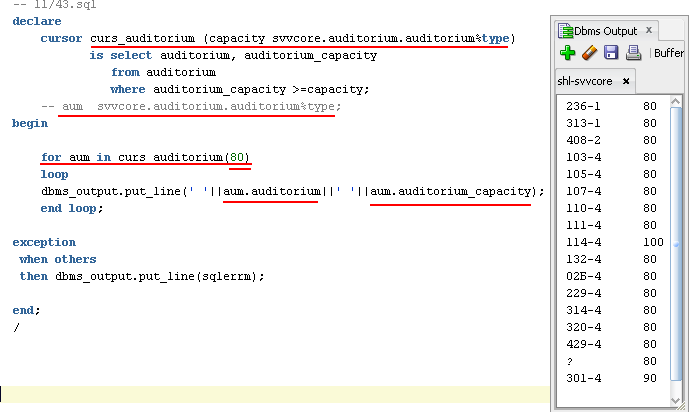 -- 11/43.sql
declare
    cursor curs_auditorium (capacity svvcore.auditorium.auditorium%type)
           is select auditorium, auditorium_capacity
              from auditorium
              where auditorium_capacity >=capacity;
    -- aum  svvcore.auditorium.auditorium%type;
begin
    for aum in curs_auditorium(80)
    loop
    dbms_output.put_line(' '||aum.auditorium||' '||aum.auditorium_capacity);
    end loop;
exception
 when others
 then dbms_output.put_line(sqlerrm);
end;
/
Dbms Output x
Buffer
shl-svvcore x
236-1 80
313-1 80
408-2 80
103-4 80
105-4 80
107-4 80
110-4 80
111-4 80
114-4 100
132-4 80
02Б-4 80
229-4 80
314-4 80
320-4 80
429-4 80
? 80
301-4 90